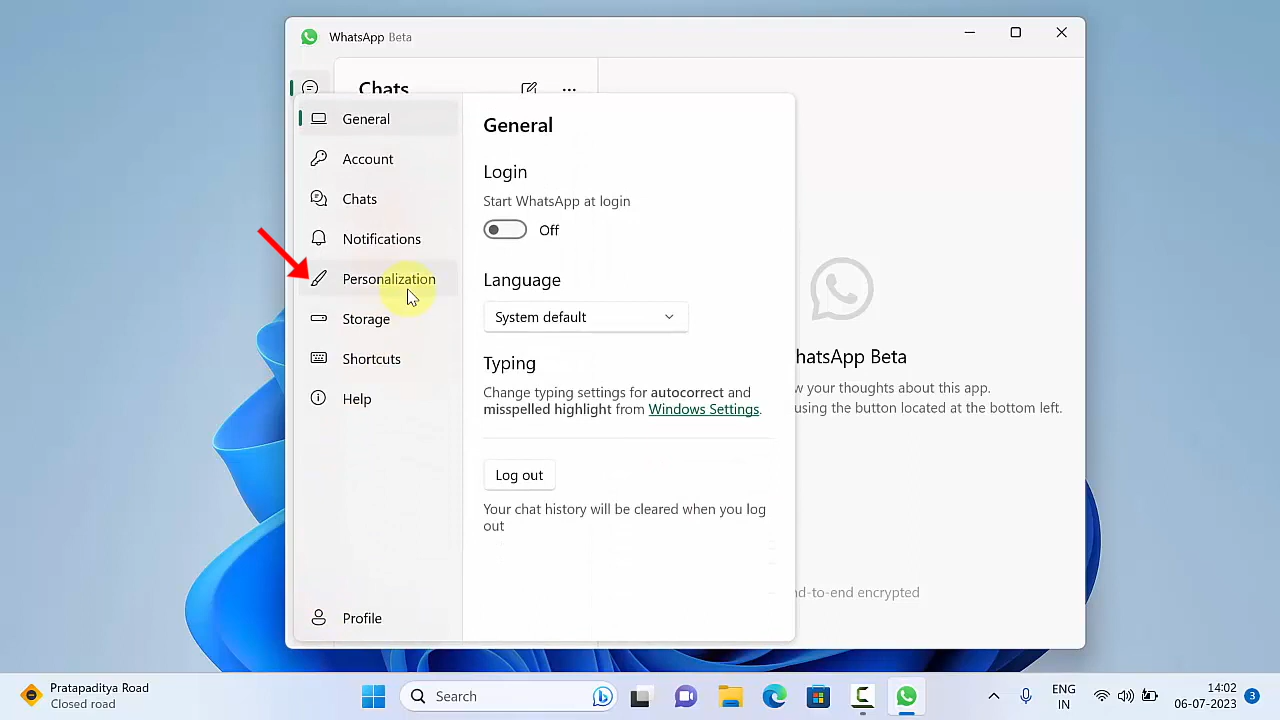 WhatsApp Beta
Chats
General
Account
Chats
Notifications
Personalization
Storage
Shortcuts
Help
Profile
General
Login
Start WhatsApp at login
Off
Language
System default
Typing
Change typing settings for autocorrect and
misspelled highlight from Windows Settings.
Log out
Your chat history will be cleared when you log
out
hatsApp Beta
w your thoughts about this app.
using the button located at the bottom left.
nd-to-end encrypted
Pratapaditya Road
Closed road
Search
ENG
IN
14:02
06-07-2023
3